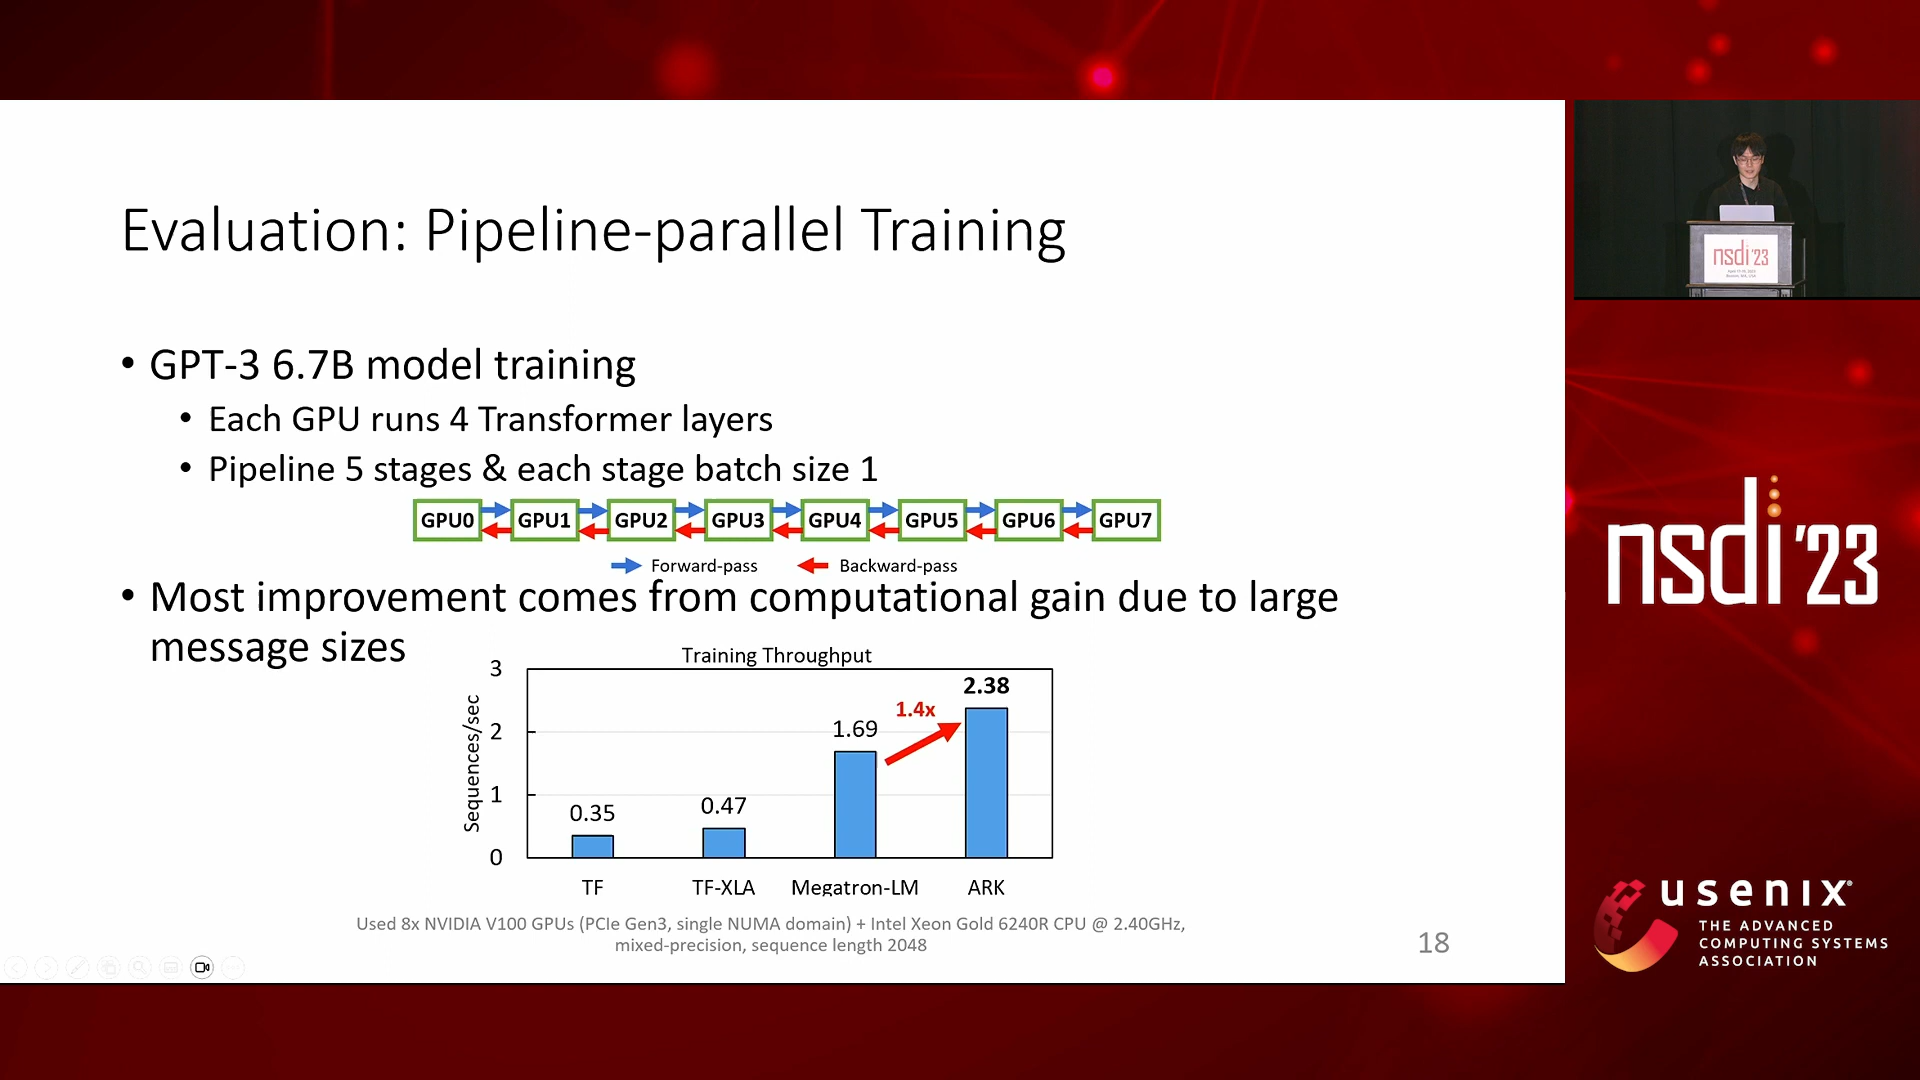 Evaluation: Pipeline-parallel Training
• GPT-3 6.7B model training
• Each GPU runs 4 Transformer layers
• Pipeline 5 stages & each stage batch size 1
GPU0 GPU1 GPU2 GPU3 GPU4 GPU5 GPU6 GPU7
Forward-pass Backward-pass
• Most improvement comes from computational gain due to large
message sizes
Training Throughput
Sequences/sec
3
2
1
0
0.35
0.47
1.69
1.4x
2.38
TF TF-XLA Megatron-LM ARK
Used 8x NVIDIA V100 GPUs (PCIe Gen3, single NUMA domain) + Intel Xeon Gold 6240R CPU @ 2.40GHz,
mixed-precision, sequence length 2048
18
nsdi '23
nsdi '23
usenix®
THE ADVANCED
COMPUTING SYSTEMS
ASSOCIATION